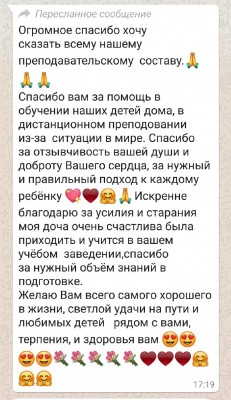 Пересланное сообщение
Огромное спасибо хочу
сказать всему нашему
преподавательскому составу.🙏
🙏🙏
Спасибо вам за помощь в
обучении наших детей дома, в
дистанционном преподовании
из-за ситуации в мире. Спасибо
за отзывчивость вашей души и
доброту Вашего сердца, за нужный
и правильный подход к каждому
ребёнку 💖❤️🤗🙏Искренне
благодарю за усилия и старания
моя доча очень счастлива была
приходить и учится в вашем
учёбом заведении,спасибо
за нужный объём знаний в
подготовке.
Желаю Вам всего самого хорошего
в жизни, светлой удачи на пути и
любимых детей рядом с вами,
терпения, и здоровья вам 😍😍
😍😍💐💐💐💐💐❤️❤️❤️🤗
🤗🤗
17:19